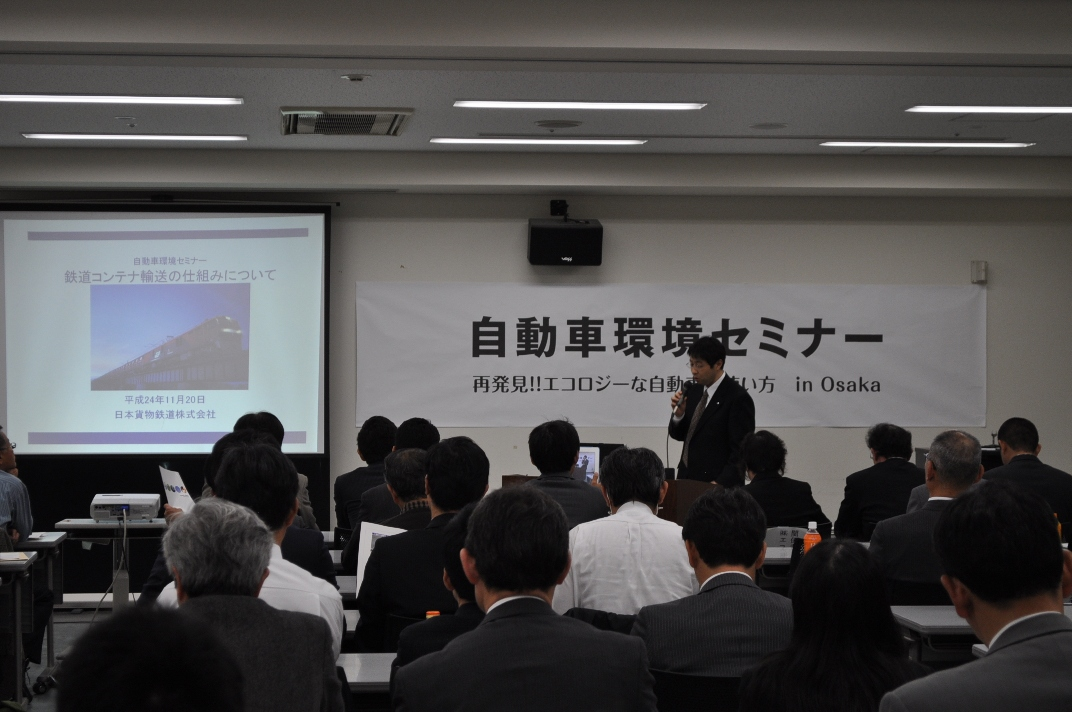 自動車環境セミナー
鉄道コンテナ輸送の仕組みについて
平成24年11月20日
日本貨物鉄道株式会社
自動車環境セミナー
再発見!!エコロジーな自動 い方 in Osaka